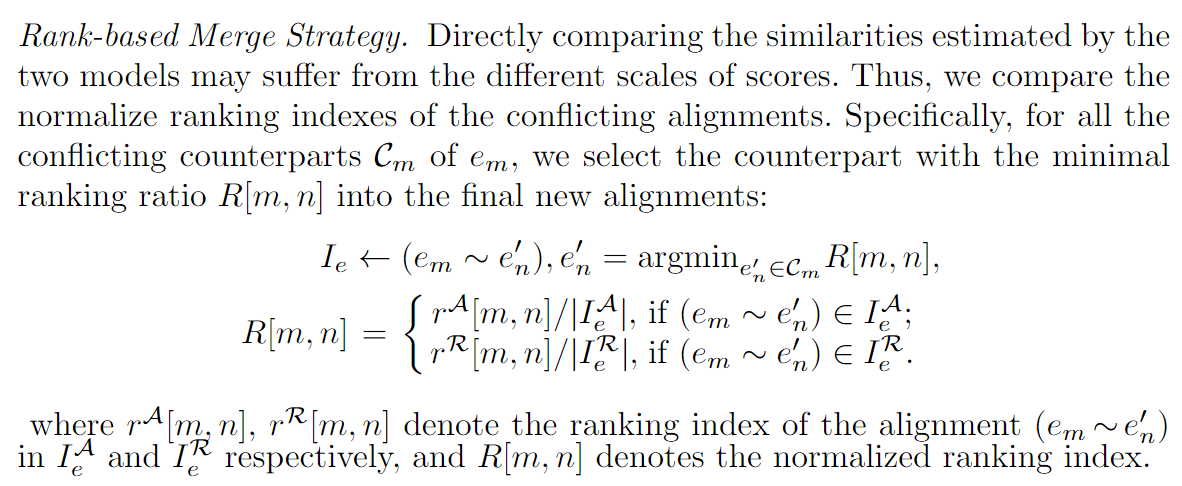 Rank-based Merge Strategy. Directly comparing the similarities estimated by the
two models may suffer from the different scales of scores. Thus, we compare the
normalize ranking indexes of the conflicting alignments. Specifically, for all the
conflicting counterparts $\mathcal{C}_m$ of $e_m$, we select the counterpart with the minimal
ranking ratio $R[m, n]$ into the final new alignments:
$I_e \leftarrow (e_m \sim e'_n), e'_n = \text{argmin}_{e'_n \in \mathcal{C}_m} R[m, n],$
$R[m, n] = \begin{cases} r^{\mathcal{A}}[m, n]/|I_e^{\mathcal{A}}|, \text{ if } (e_m \sim e'_n) \in I_e^{\mathcal{A}}; \\ r^{\mathcal{R}}[m, n]/|I_e^{\mathcal{R}}|, \text{ if } (e_m \sim e'_n) \in I_e^{\mathcal{R}}. \end{cases}$
where $r^{\mathcal{A}}[m, n]$, $r^{\mathcal{R}}[m, n]$ denote the ranking index of the alignment $(e_m \sim e'_n)$
in $I_e^{\mathcal{A}}$ and $I_e^{\mathcal{R}}$ respectively, and $R[m, n]$ denotes the normalized ranking index.